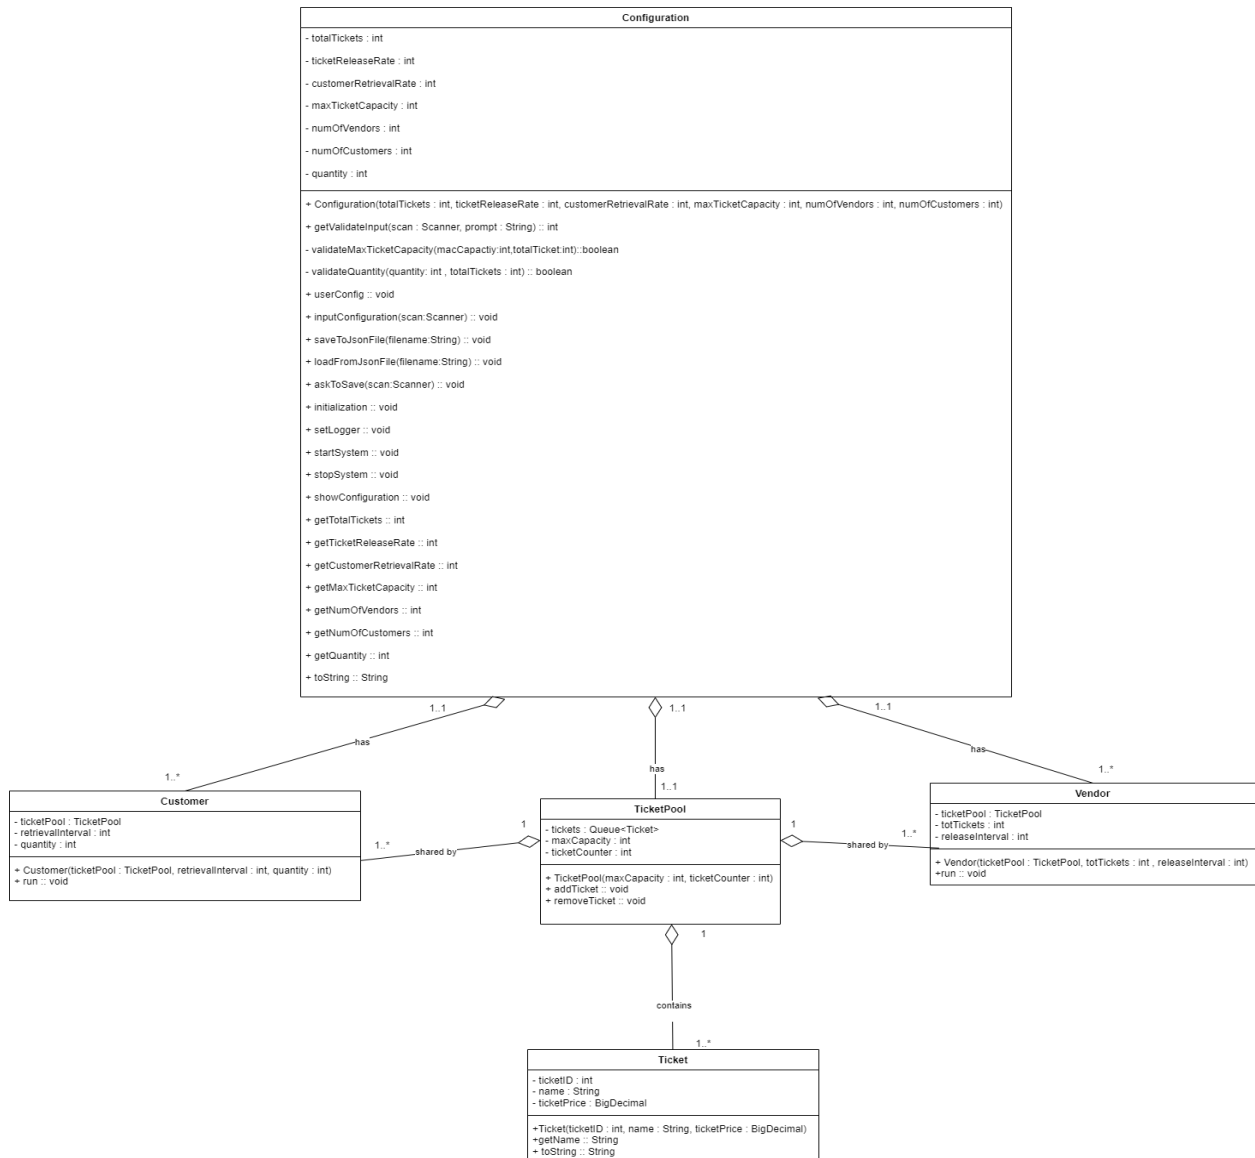 Configuration
- totalTickets : int
- ticketReleaseRate : int
- customerRetrievalRate : int
- maxTicketCapacity : int
- numOfVendors : int
- numOfCustomers : int
- quantity : int
+ Configuration(totalTickets : int, ticketReleaseRate : int, customerRetrievalRate : int, maxTicketCapacity : int, numOfVendors : int, numOfCustomers : int)
+ getValidateInput(scan : Scanner, prompt : String) :: int
- validateMaxTicketCapacity(macCapactiy:int,totalTicket:int)::boolean
- validateQuantity(quantity: int , totalTickets : int) :: boolean
+ userConfig :: void
+ inputConfiguration(scan:Scanner) :: void
+ saveToJsonFile(filename:String) :: void
+ loadFromJsonFile(filename:String) :: void
+ askToSave(scan:Scanner) :: void
+ initialization :: void
+ setLogger :: void
+ startSystem :: void
+ stopSystem :: void
+ showConfiguration :: void
+ getTotalTickets :: int
+ getTicketReleaseRate :: int
+ getCustomerRetrievalRate :: int
+ getMaxTicketCapacity :: int
+ getNumOfVendors :: int
+ getNumOfCustomers :: int
+ getQuantity :: int
+ toString :: String
1..1
1..1
1..1
has
has
has
1..*
1..1
1..*
Customer
- ticketPool : TicketPool
- retrievalInterval : int
- quantity : int
+ Customer(ticketPool : TicketPool, retrievalInterval : int, quantity : int)
+ run :: void
1..*
shared by
1
TicketPool
- tickets : Queue<Ticket>
- maxCapacity : int
- ticketCounter : int
+ TicketPool(maxCapacity : int, ticketCounter : int)
+ addTicket :: void
+ removeTicket :: void
1
shared by
1..*
Vendor
- ticketPool : TicketPool
- totTickets : int
- releaseInterval : int
+ Vendor(ticketPool : TicketPool, totTickets : int , releaseInterval : int)
+run :: void
1
contains
1..*
Ticket
- ticketID : int
- name : String
- ticketPrice : BigDecimal
+Ticket(ticketID : int, name : String, ticketPrice : BigDecimal)
+getName :: String
+ toString :: String